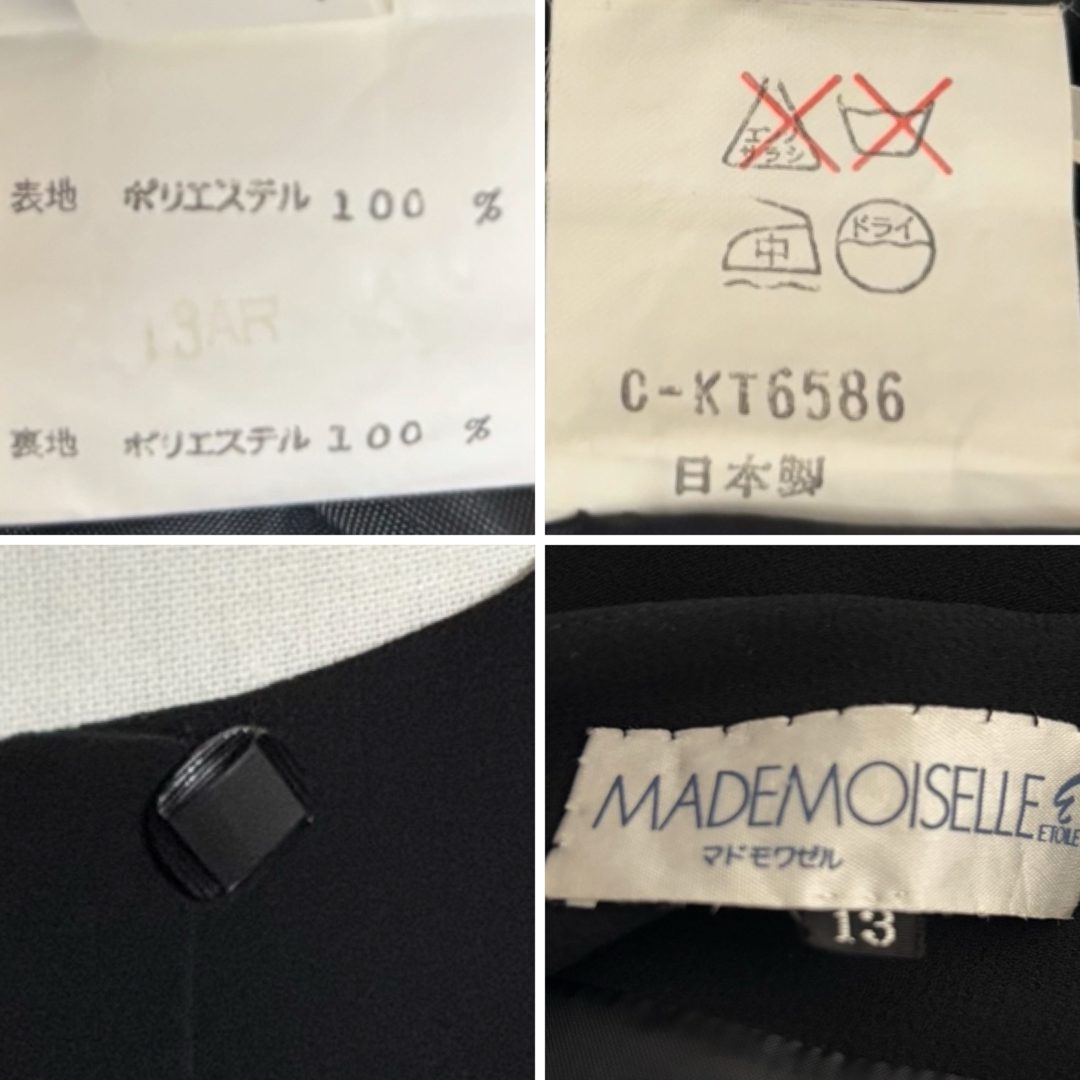 表地 ポリエステル 100 %
裏地 ポリエステル 100 %
エンソ
サラシ
中
ドライ
C-KT6586
日本製
MADEMOISELLE
ETOILE
マドモワゼル
13